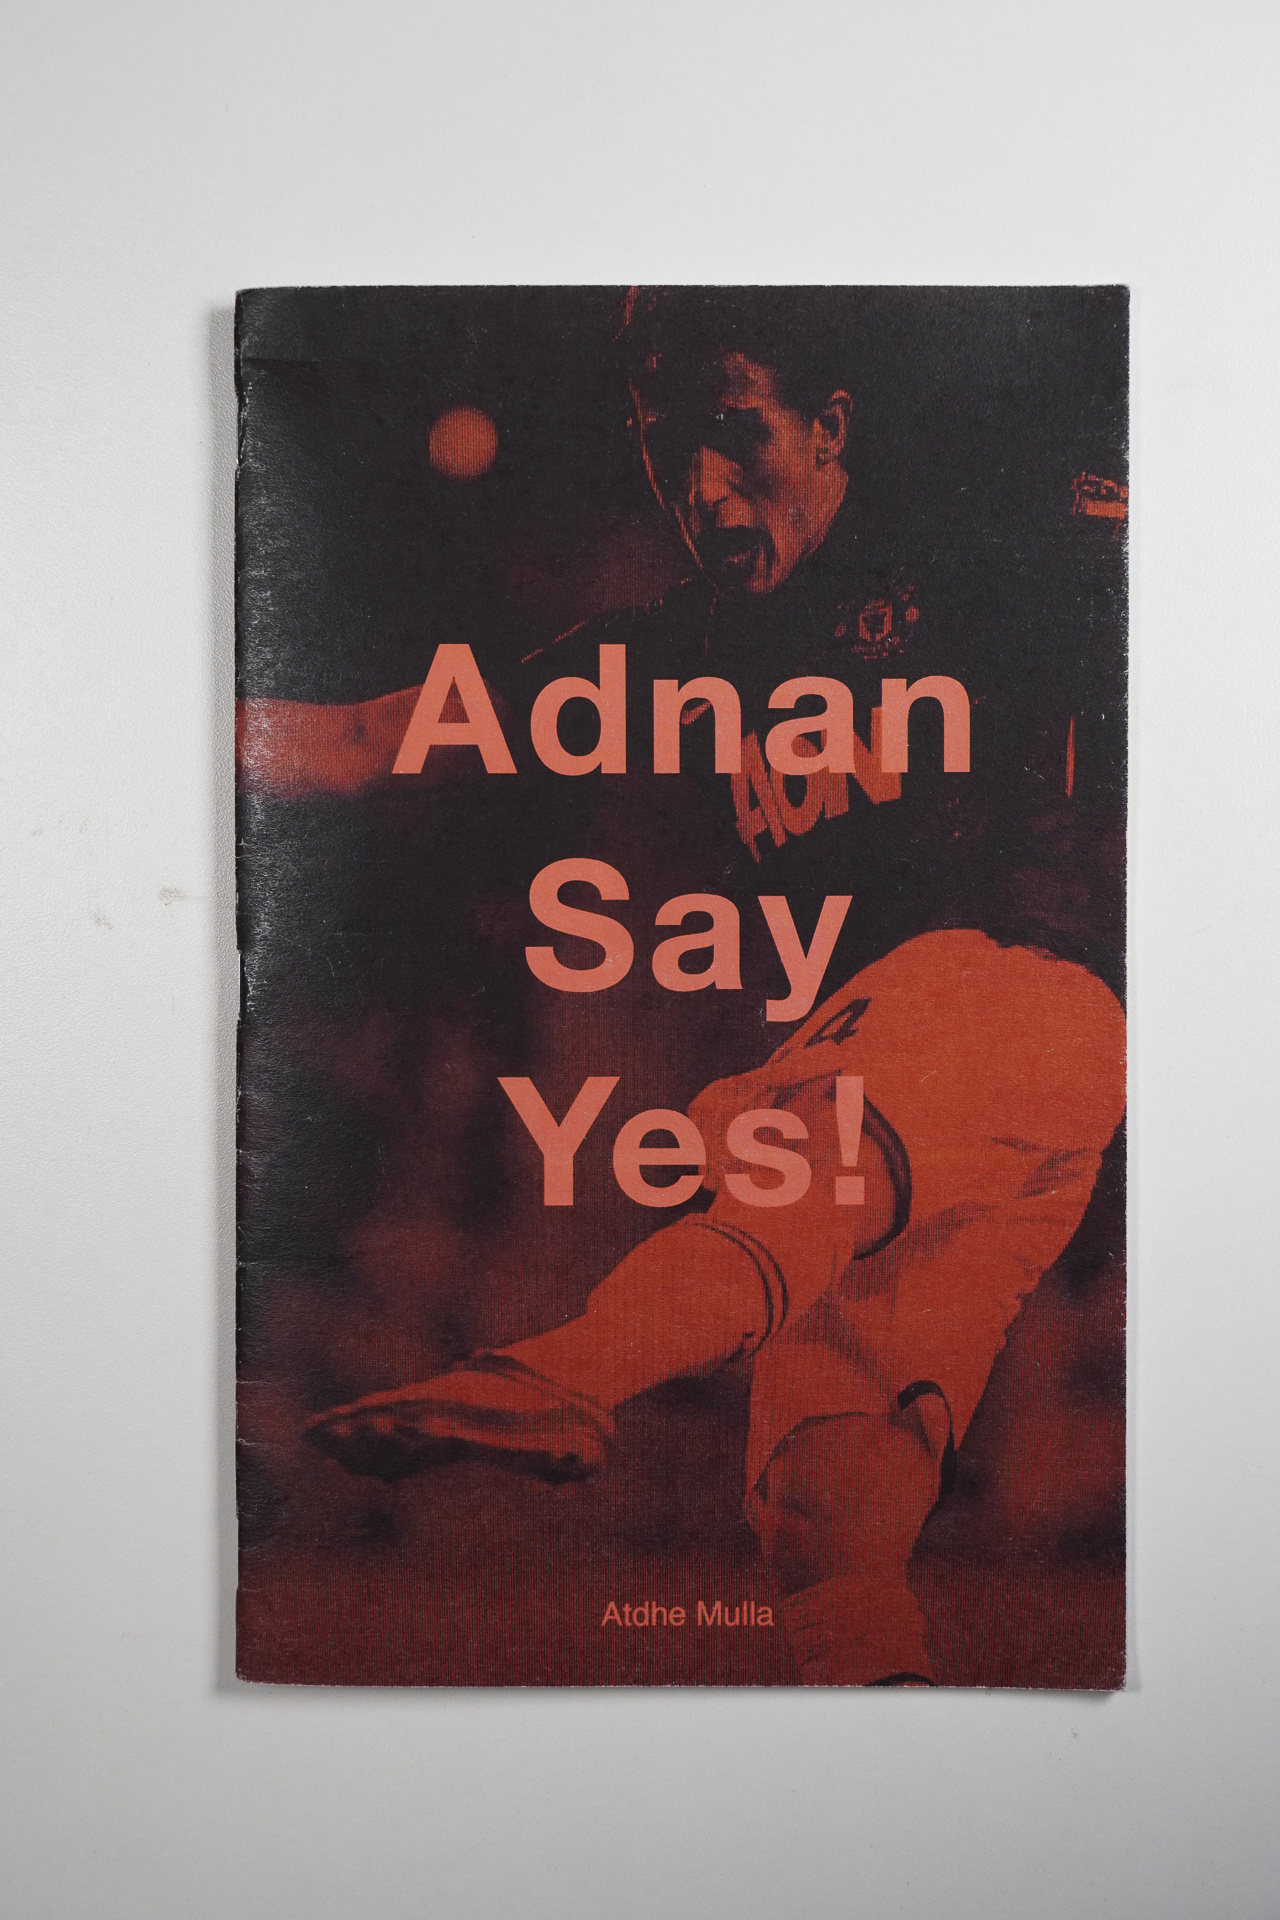 Adnan
AON
Say
Yes!
Atdhe Mulla